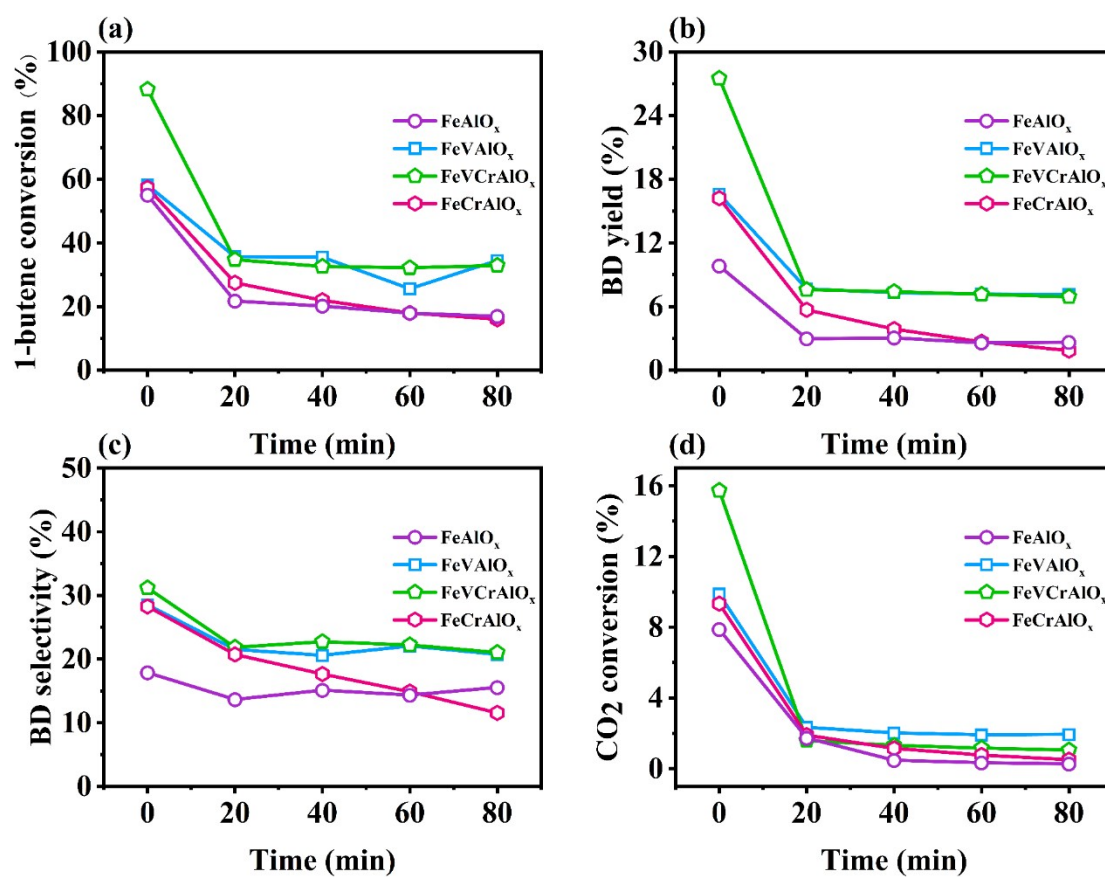 (a)
1-butene conversion (%)
100
80
60
40
20
0
FeAlOx
FeVAlOx
FeVCrAlOx
FeCrAlOx
0 20 40 60 80
Time (min)
(b)
BD yield (%)
30
24
18
12
6
0
FeAlOx
FeVAlOx
FeVCrAlOx
FeCrAlOx
0 20 40 60 80
Time (min)
(c)
BD selectivity (%)
50
40
30
20
10
0
FeAlOx
FeVAlOx
FeVCrAlOx
FeCrAlOx
0 20 40 60 80
Time (min)
(d)
CO2 conversion (%)
16
12
8
4
0
FeAlOx
FeVAlOx
FeVCrAlOx
FeCrAlOx
0 20 40 60 80
Time (min)